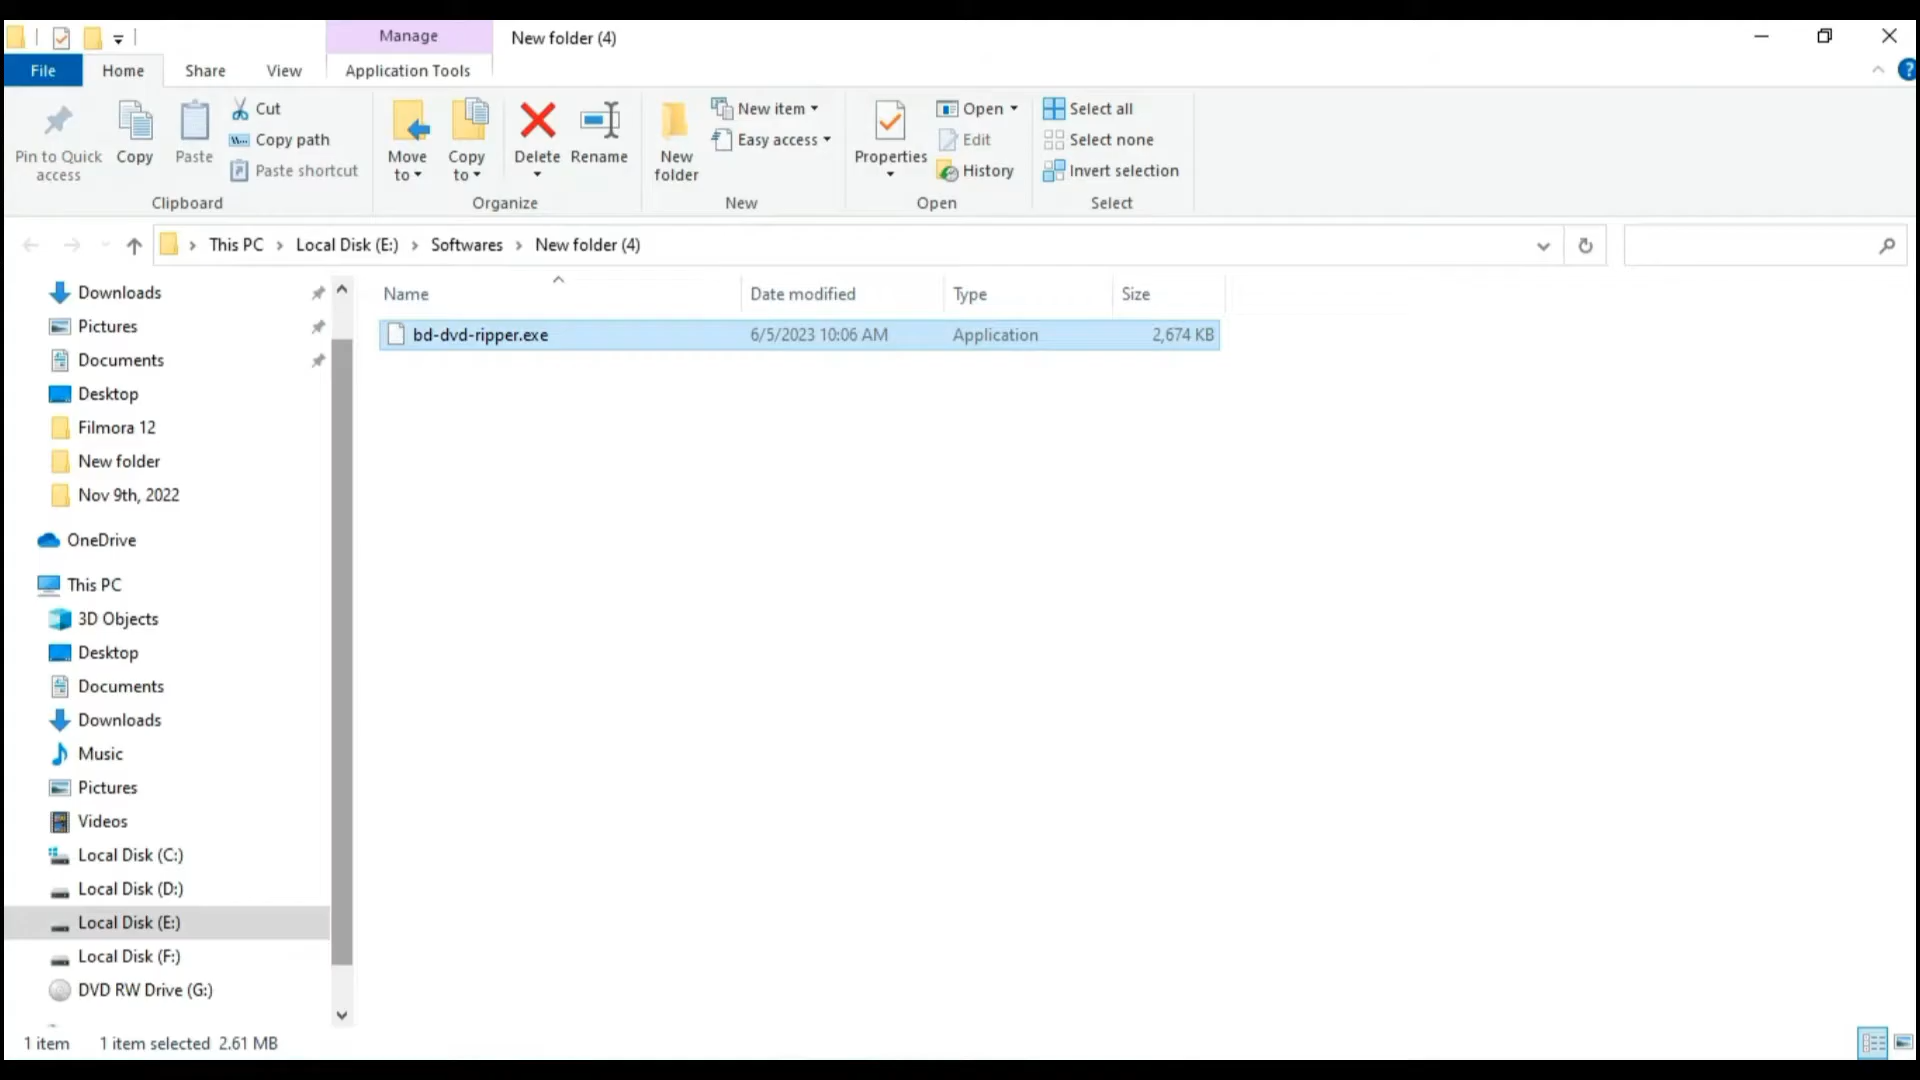 Manage
New folder (4)
File
Home
Share
View
Application Tools
Pin to Quick access
Copy
Paste
Cut
Copy path
Paste shortcut
Clipboard
Move to
Copy to
Delete
Rename
Organize
New folder
New item
Easy access
New
Properties
Open
Edit
History
Open
Select all
Select none
Invert selection
Select
This PC
Local Disk (E:)
Softwares
New folder (4)
Downloads
Pictures
Documents
Desktop
Filmora 12
New folder
Nov 9th, 2022
OneDrive
This PC
3D Objects
Desktop
Documents
Downloads
Music
Pictures
Videos
Local Disk (C:)
Local Disk (D:)
Local Disk (E:)
Local Disk (F:)
DVD RW Drive (G:)
Name
Date modified
Type
Size
bd-dvd-ripper.exe
6/5/2023 10:06 AM
Application
2,674 KB
1 item
1 item selected 2.61 MB